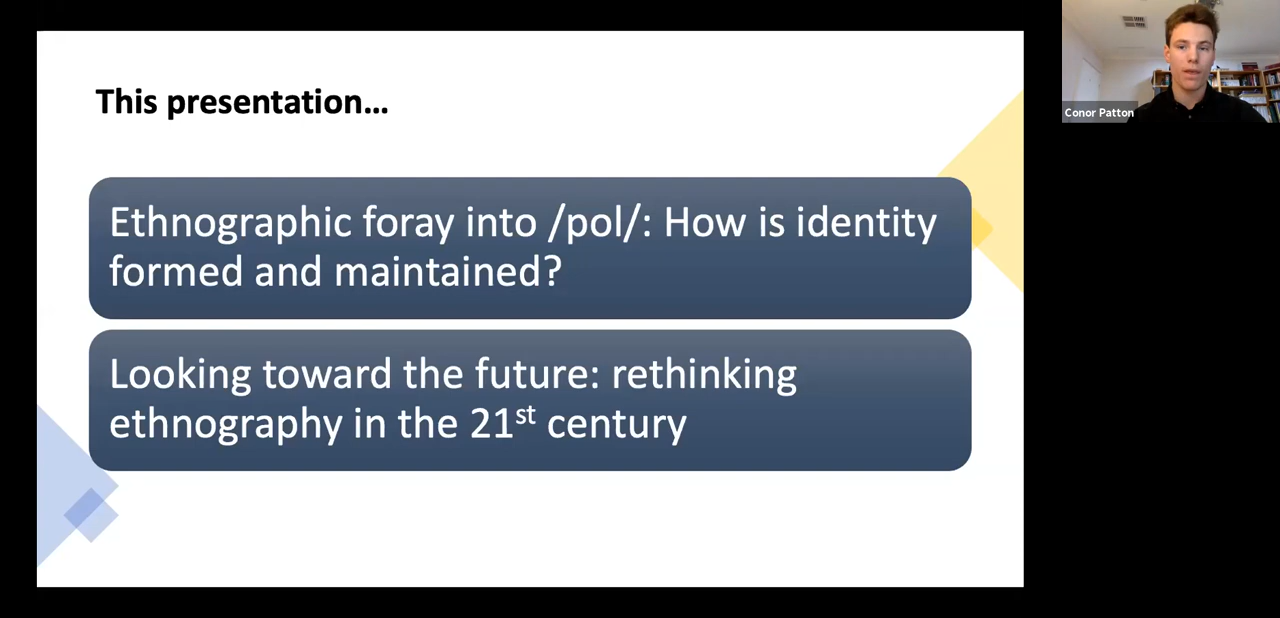 This presentation...
Ethnographic foray into /pol/: How is identity
formed and maintained?
Looking toward the future: rethinking
ethnography in the 21st century
Conor Patton